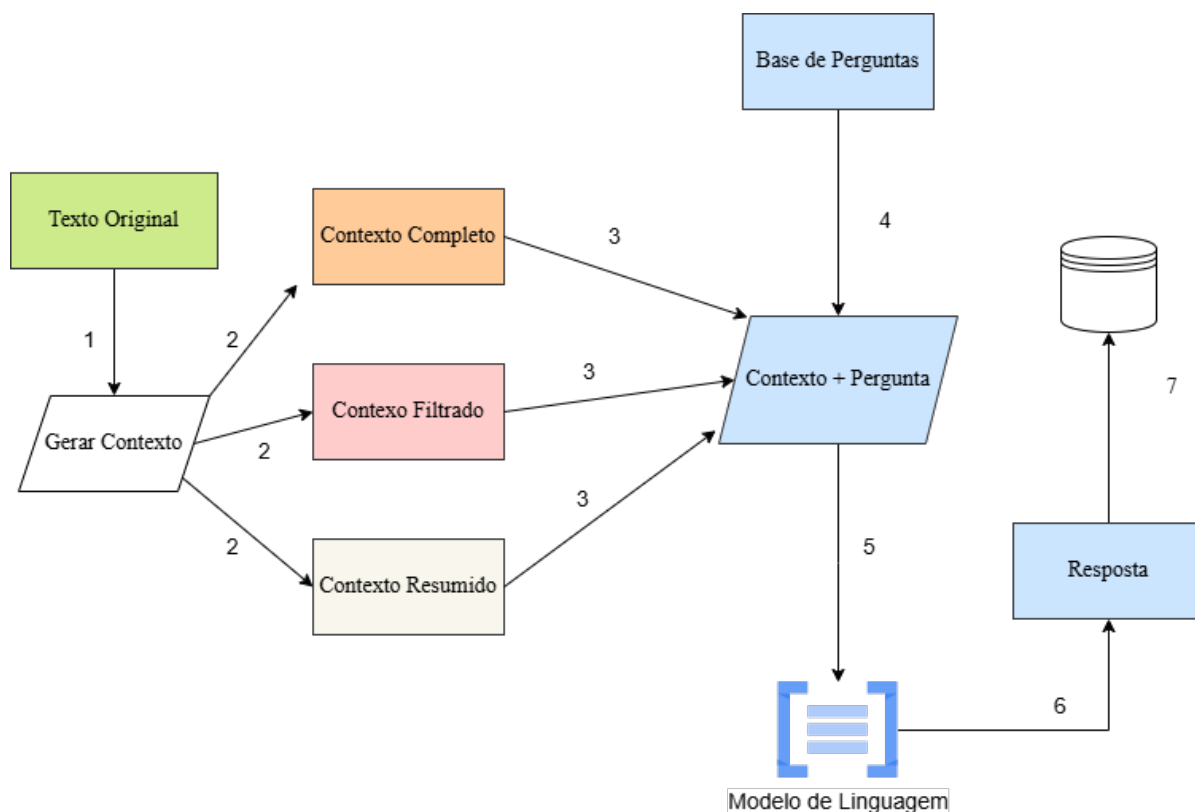 Base de Perguntas
Texto Original
Contexto Completo
3
4
1
2
Contexto + Pergunta
3
7
Contexo Filtrado
Gerar Contexto
2
3
2
5
Contexto Resumido
Resposta
6
Modelo de Linguagem